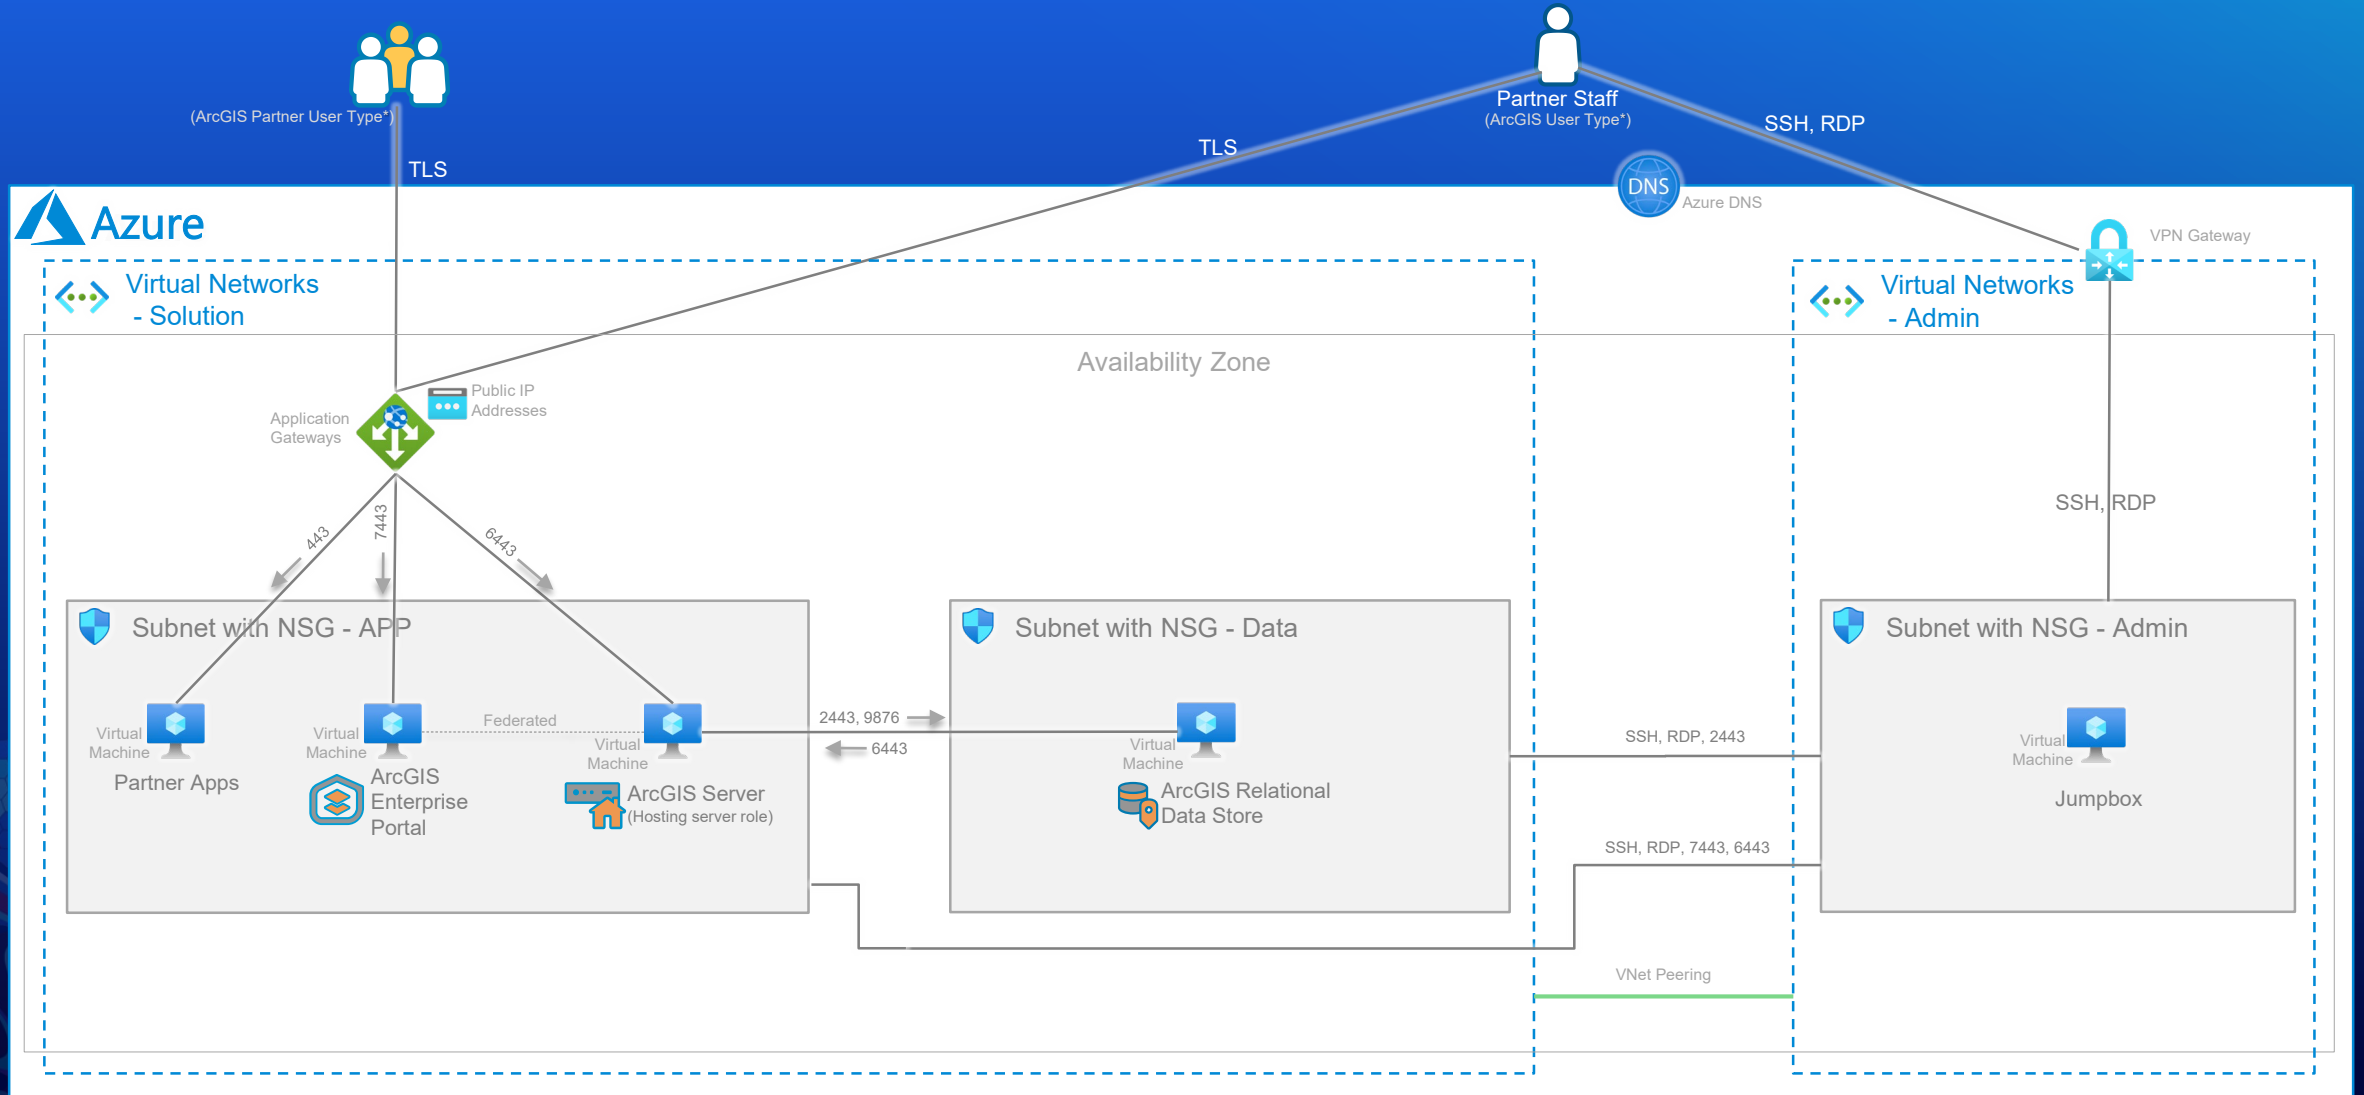 (ArcGIS Partner User Type*)
TLS
Partner Staff
(ArcGIS User Type*)
TLS
SSH, RDP
DNS
Azure DNS
Azure
VPN Gateway
Virtual Networks
- Solution
Virtual Networks
- Admin
Availability Zone
Public IP
Addresses
Application
Gateways
443
7443
6443
SSH, RDP
Subnet with NSG - APP
Virtual
Machine
Partner Apps
Virtual
Machine
ArcGIS
Enterprise
Portal
Federated
Virtual
Machine
ArcGIS Server
(Hosting server role)
2443, 9876
6443
Subnet with NSG - Data
Virtual
Machine
ArcGIS Relational
Data Store
SSH, RDP, 2443
SSH, RDP, 7443, 6443
Subnet with NSG - Admin
Virtual
Machine
Jumpbox
VNet Peering